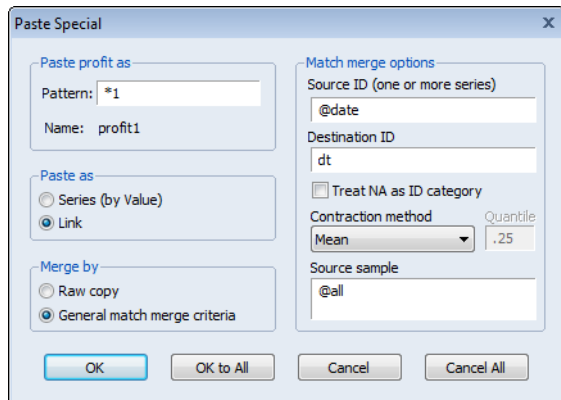 Paste Special
x
Paste profit as
Pattern: *1
Name: profit1
Paste as
Series (by Value)
Link
Merge by
Raw copy
General match merge criteria
Match merge options
Source ID (one or more series)
@date
Destination ID
dt
Treat NA as ID category
Contraction method Quantile
Mean .25
Source sample
@all
OK OK to All Cancel Cancel All